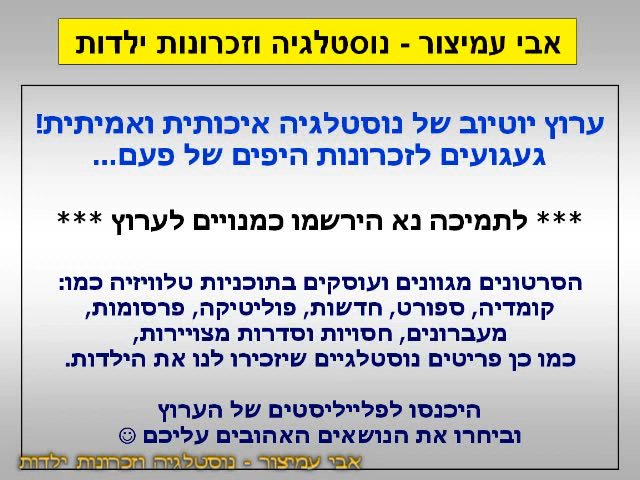 אבי עמיצור - נוסטלגיה וזכרונות ילדות
ערוץ יוטיוב של נוסטלגיה איכותית ואמיתית!
געגועים לזכרונות היפים של פעם...
*** לתמיכה נא הירשמו כמנויים לערוץ ***
הסרטונים מגוונים ועוסקים בתוכניות טלוויזיה כמו:
קומדיה, ספורט, חדשות, פוליטיקה, פרסומות,
מעברונים, חסויות וסדרות מצויירות,
כמו כן פריטים נוסטלגיים שיזכירו לנו את הילדות.
היכנסו לפלייליסטים של הערוץ
וביחרו את הנושאים האהובים עליכם ☺
אבי עמיצור - נוסטלגיה וזכרונות ילדות